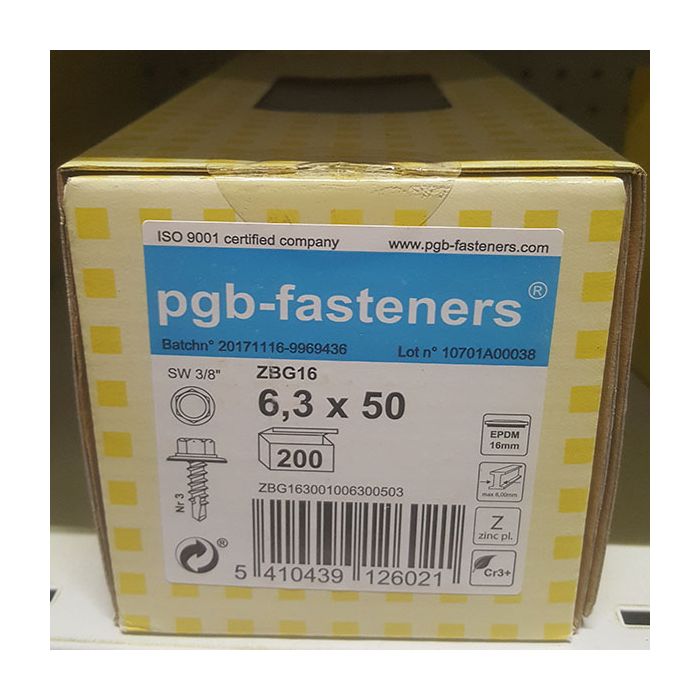 ISO 9001 certified company www.pgb-fasteners.com
pgb-fasteners®
Batchn° 20171116-9969436 Lot n° 10701A00038
SW 3/8" ZBG16
6,3 x 50
EPDM
16mm
200
max 6,00mm
ZBG163001006300503
Nr 3
Z
zinc pl.
®
Cr3+
5 410439 126021